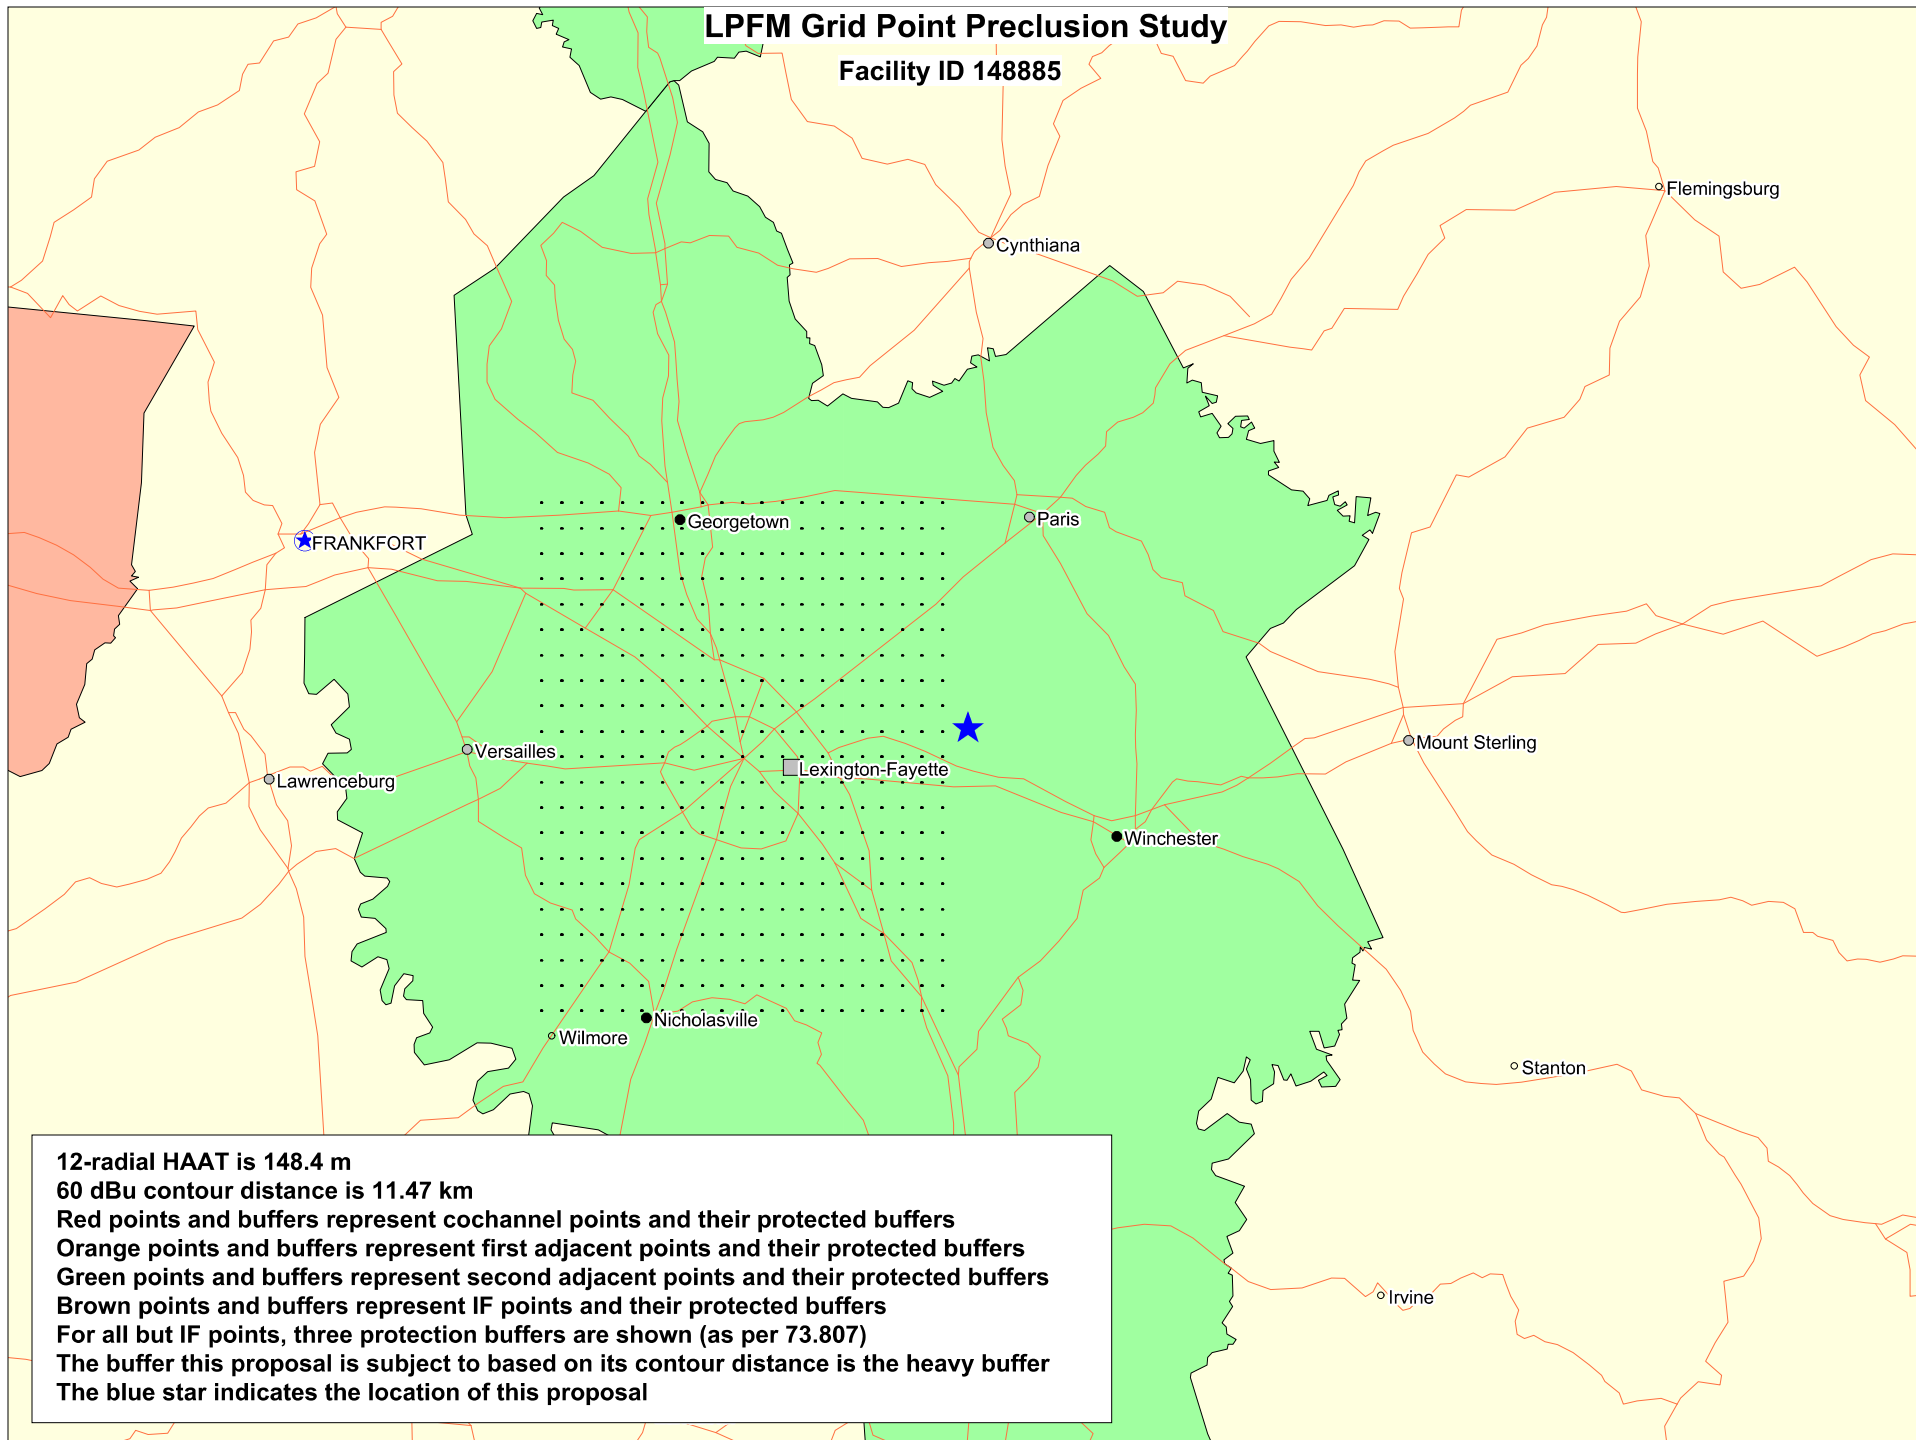 LPFM Grid Point Preclusion Study
Facility ID 148885
Flemingsburg
Cynthiana
Georgetown
Paris
FRANKFORT
Versailles
Mount Sterling
Lexington-Fayette
Lawrenceburg
Winchester
Nicholasville
Wilmore
Stanton
Irvine
12-radial HAAT is 148.4 m
60 dBu contour distance is 11.47 km
Red points and buffers represent cochannel points and their protected buffers
Orange points and buffers represent first adjacent points and their protected buffers
Green points and buffers represent second adjacent points and their protected buffers
Brown points and buffers represent IF points and their protected buffers
For all but IF points, three protection buffers are shown (as per 73.807)
The buffer this proposal is subject to based on its contour distance is the heavy buffer
The blue star indicates the location of this proposal